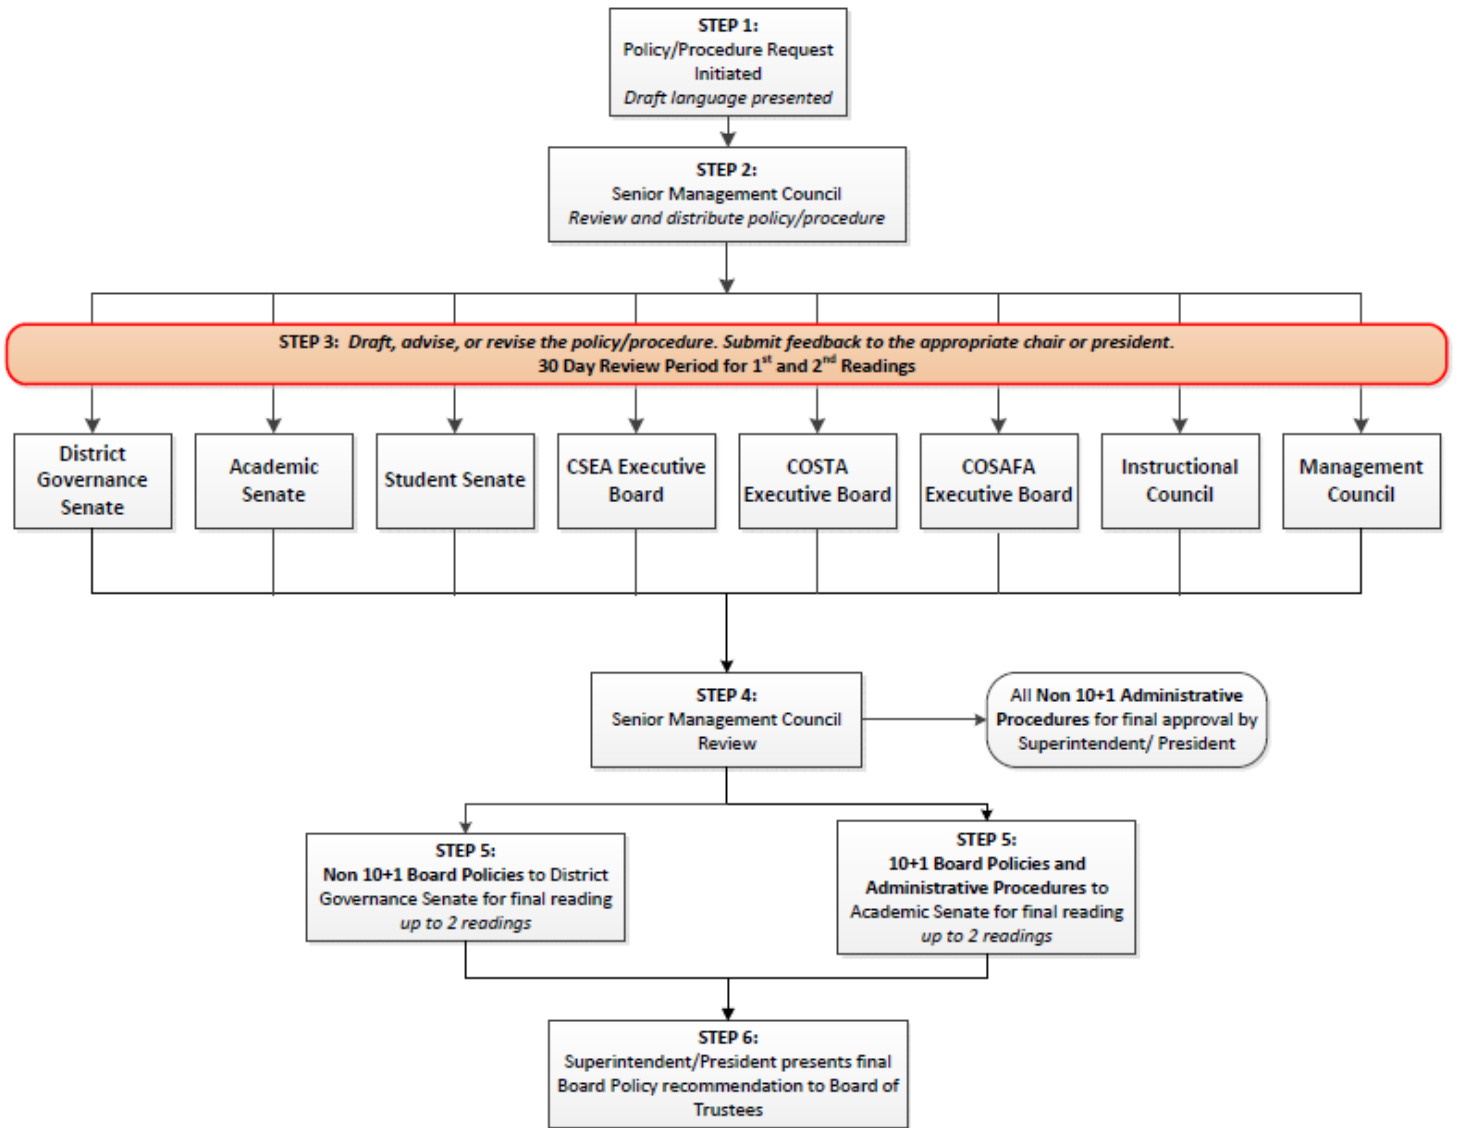 STEP 1:
Policy/Procedure Request
Initiated
Draft language presented
STEP 2:
Senior Management Council
Review and distribute policy/procedure
STEP 3: Draft, advise, or revise the policy/procedure. Submit feedback to the appropriate chair or president.
30 Day Review Period for 1st and 2nd Readings
District
Governance
Senate
Academic
Senate
Student Senate
CSEA Executive
Board
COSTA
Executive Board
COSAFA
Executive Board
Instructional
Council
Management
Council
STEP 4:
Senior Management Council
Review
All Non 10+1 Administrative
Procedures for final approval by
Superintendent/ President
STEP 5:
Non 10+1 Board Policies to District
Governance Senate for final reading
up to 2 readings
STEP 5:
10+1 Board Policies and
Administrative Procedures to
Academic Senate for final reading
up to 2 readings
STEP 6:
Superintendent/President presents final
Board Policy recommendation to Board of
Trustees